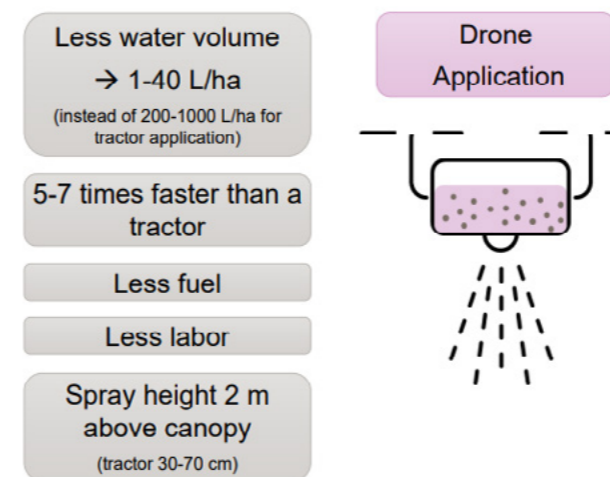 Less water volume
→ 1-40 L/ha
(instead of 200-1000 L/ha for
tractor application)
5-7 times faster than a
tractor
Less fuel
Less labor
Spray height 2 m
above canopy
(tractor 30-70 cm)
Drone
Application